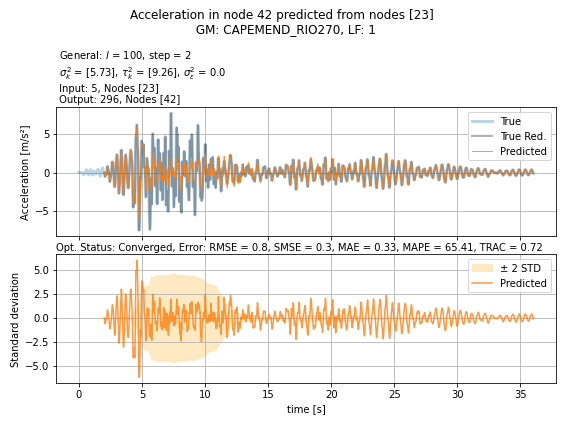 Acceleration in node 42 predicted from nodes [23]
GM: CAPEMEND_RIO270, LF: 1
General: l = 100, step = 2
σ²ₖ = [5.73], τ²ₖ = [9.26], σ²ₑ = 0.0
Input: 5, Nodes [23]
Output: 296, Nodes [42]
True
True Red.
Predicted
5
0
−5
Acceleration [m/s²]
Opt. Status: Converged, Error: RMSE = 0.8, SMSE = 0.3, MAE = 0.33, MAPE = 65.41, TRAC = 0.72
± 2 STD
Predicted
5.0
2.5
0.0
−2.5
−5.0
Standard deviation
0 5 10 15 20 25 30 35
time [s]